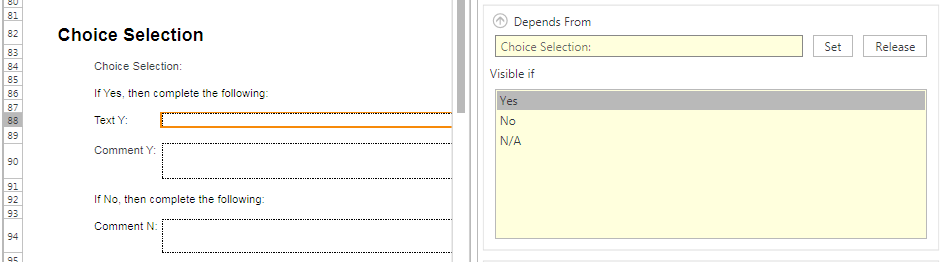 80
81
82 Choice Selection
83
84 Choice Selection:
85
86 If Yes, then complete the following:
87
88 Text Y:
89
90 Comment Y:
91
92 If No, then complete the following:
93
94 Comment N:
95
Depends From
Choice Selection: Set Release
Visible if
Yes
No
N/A